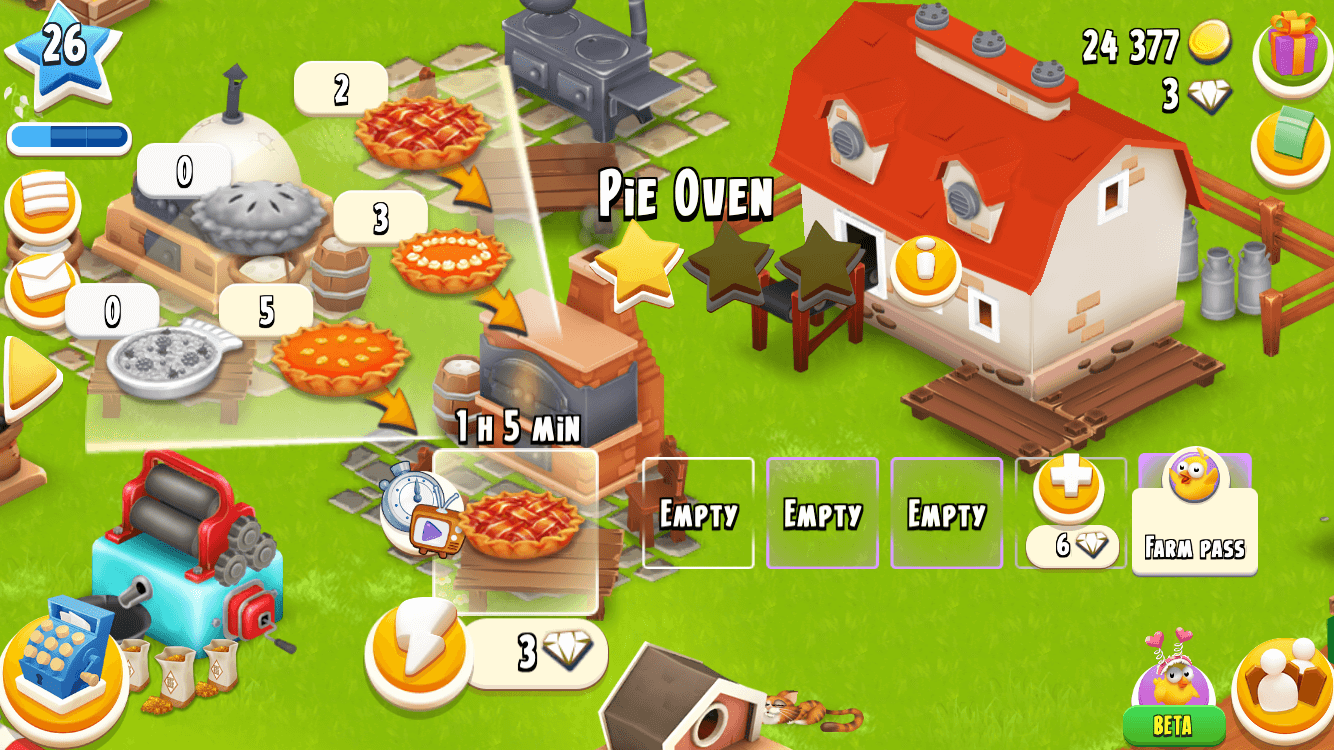 26
24 377
3
2
0
3
0
5
PIE OVEN
1 H 5 MIN
EMPTY
EMPTY
EMPTY
6
FARM PASS
3
BETA